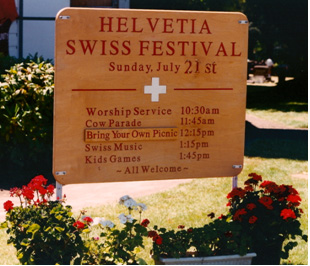 HELVETIA
SWISS FESTIVAL
Sunday, July 21st
Worship Service 10:30am
Cow Parade 11:45am
Bring Your Own Picnic 12:15pm
Swiss Music 1:15pm
Kids Games 1:45pm
~ All Welcome ~